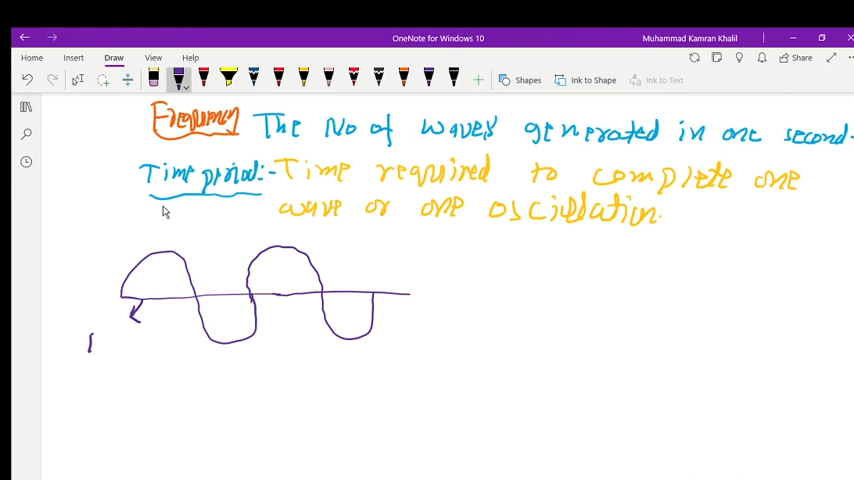 OneNote for Windows 10
Muhammad Kamran Khalil
Home Insert Draw View Help
Share
Shapes Ink to Shape Ink to Text
Frequency The No of waves generated in one second-
Time period:- Time required to complete one
wave or one oscillation.